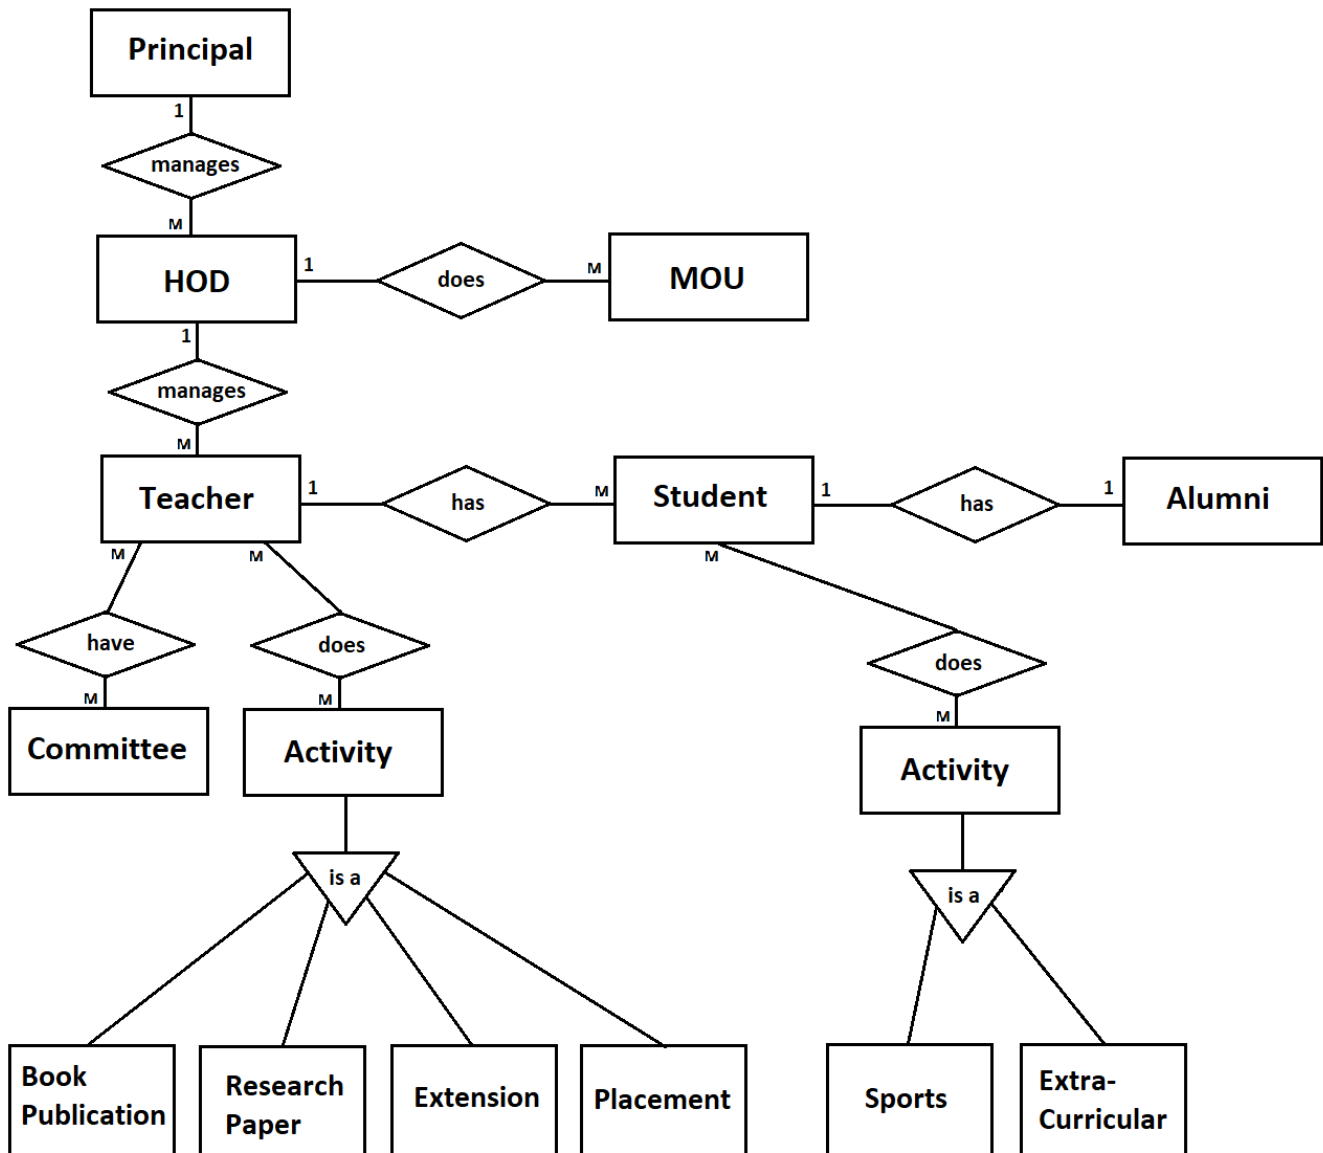 Principal
1
manages
M
HOD
1
does
M
MOU
1
manages
M
Teacher
1
has
M
Student
1
has
1
Alumni
M
M
M
have
does
does
M
M
M
Committee
Activity
Activity
is a
is a
Book
Publication
Research
Paper
Extension
Placement
Sports
Extra-
Curricular